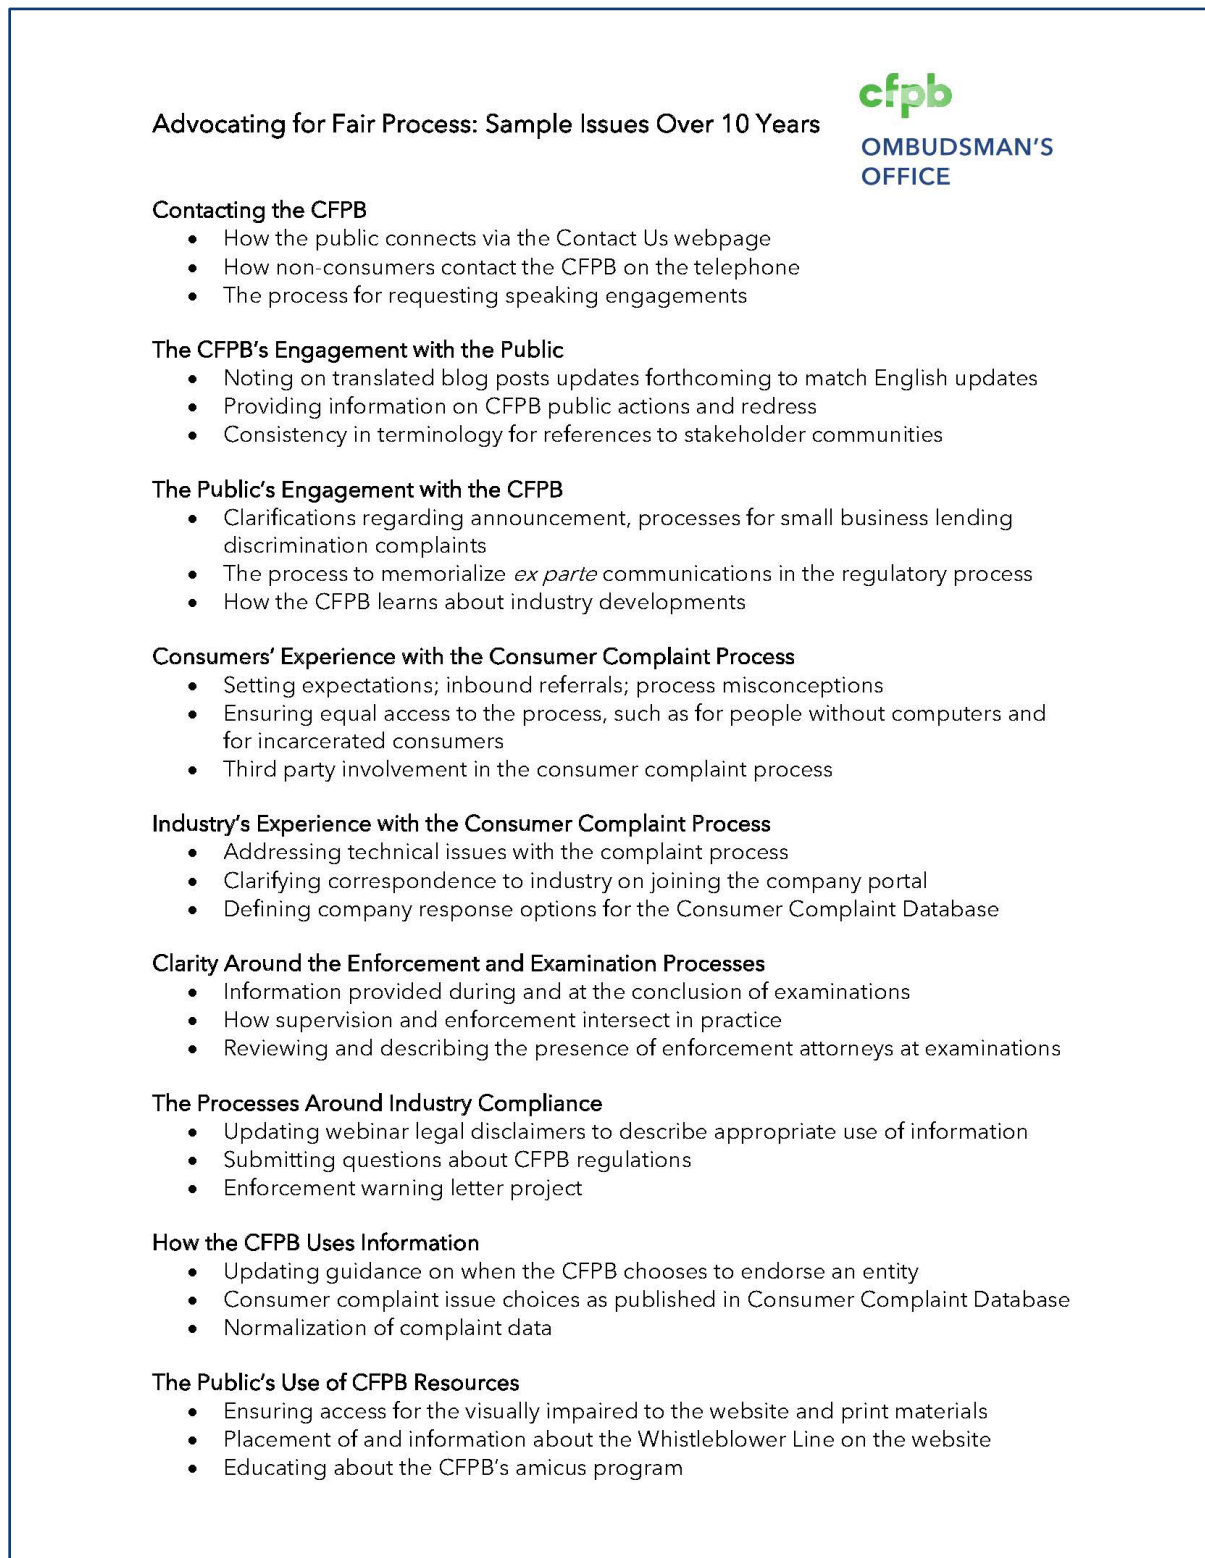 Advocating for Fair Process: Sample Issues Over 10 Years
cfpb
OMBUDSMAN'S
OFFICE
Contacting the CFPB
• How the public connects via the Contact Us webpage
• How non-consumers contact the CFPB on the telephone
• The process for requesting speaking engagements
The CFPB's Engagement with the Public
• Noting on translated blog posts updates forthcoming to match English updates
• Providing information on CFPB public actions and redress
• Consistency in terminology for references to stakeholder communities
The Public's Engagement with the CFPB
• Clarifications regarding announcement, processes for small business lending
discrimination complaints
• The process to memorialize ex parte communications in the regulatory process
• How the CFPB learns about industry developments
Consumers' Experience with the Consumer Complaint Process
• Setting expectations; inbound referrals; process misconceptions
• Ensuring equal access to the process, such as for people without computers and
for incarcerated consumers
• Third party involvement in the consumer complaint process
Industry's Experience with the Consumer Complaint Process
• Addressing technical issues with the complaint process
• Clarifying correspondence to industry on joining the company portal
• Defining company response options for the Consumer Complaint Database
Clarity Around the Enforcement and Examination Processes
• Information provided during and at the conclusion of examinations
• How supervision and enforcement intersect in practice
• Reviewing and describing the presence of enforcement attorneys at examinations
The Processes Around Industry Compliance
• Updating webinar legal disclaimers to describe appropriate use of information
• Submitting questions about CFPB regulations
• Enforcement warning letter project
How the CFPB Uses Information
• Updating guidance on when the CFPB chooses to endorse an entity
• Consumer complaint issue choices as published in Consumer Complaint Database
• Normalization of complaint data
The Public's Use of CFPB Resources
• Ensuring access for the visually impaired to the website and print materials
• Placement of and information about the Whistleblower Line on the website
• Educating about the CFPB's amicus program